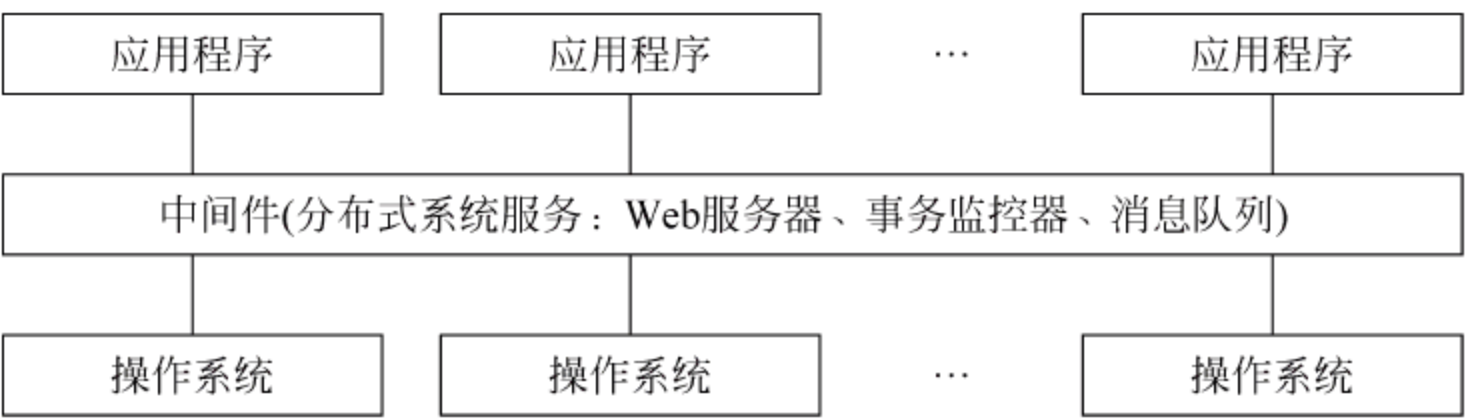 应用程序 应用程序 … 应用程序
中间件(分布式系统服务：Web服务器、事务监控器、消息队列)
操作系统 操作系统 … 操作系统